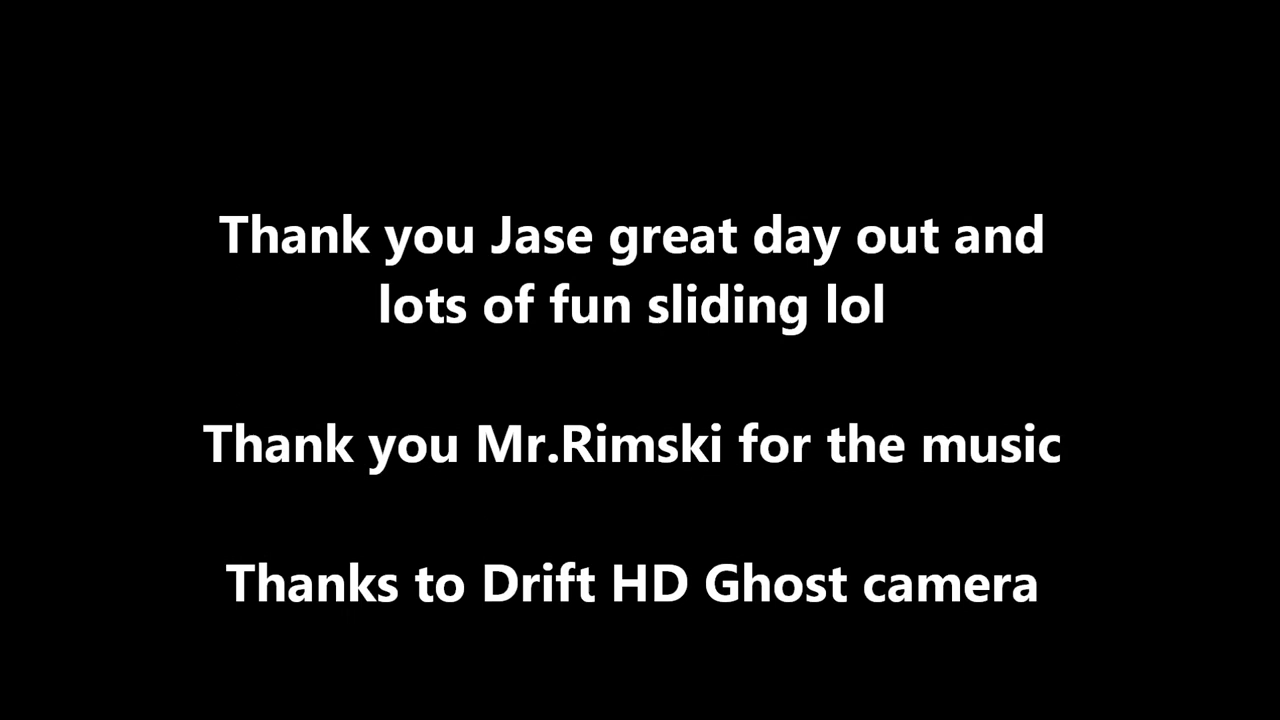 Thank you Jase great day out and
lots of fun sliding lol
Thank you Mr.Rimski for the music
Thanks to Drift HD Ghost camera